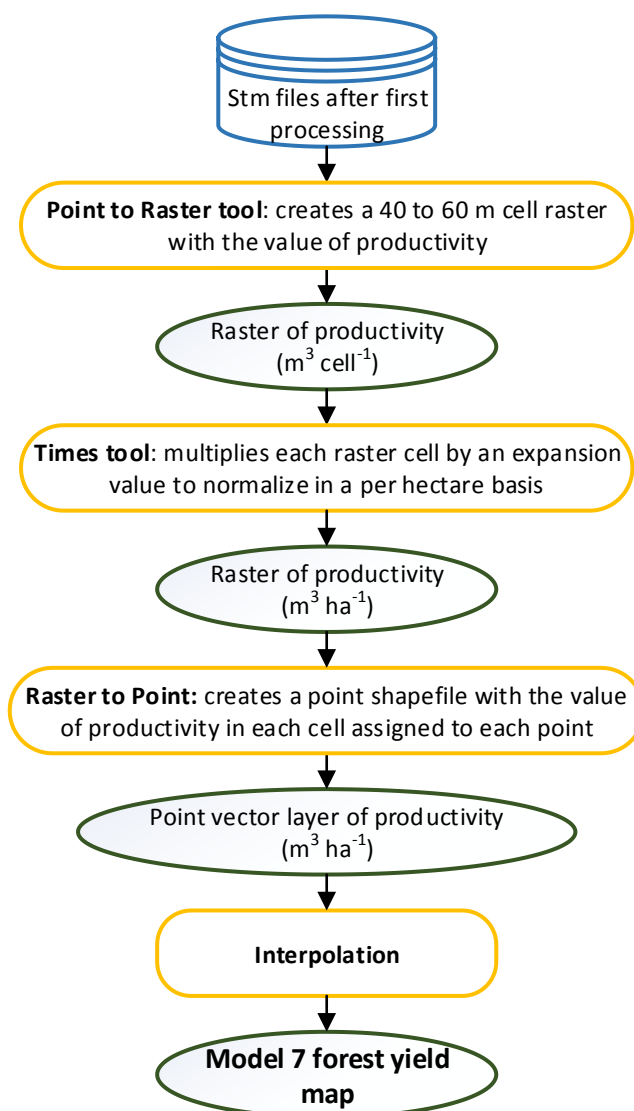 Stm files after first
processing
Point to Raster tool: creates a 40 to 60 m cell raster
with the value of productivity
Raster of productivity
(m³ cell⁻¹)
Times tool: multiplies each raster cell by an expansion
value to normalize in a per hectare basis
Raster of productivity
(m³ ha⁻¹)
Raster to Point: creates a point shapefile with the value
of productivity in each cell assigned to each point
Point vector layer of productivity
(m³ ha⁻¹)
Interpolation
Model 7 forest yield
map